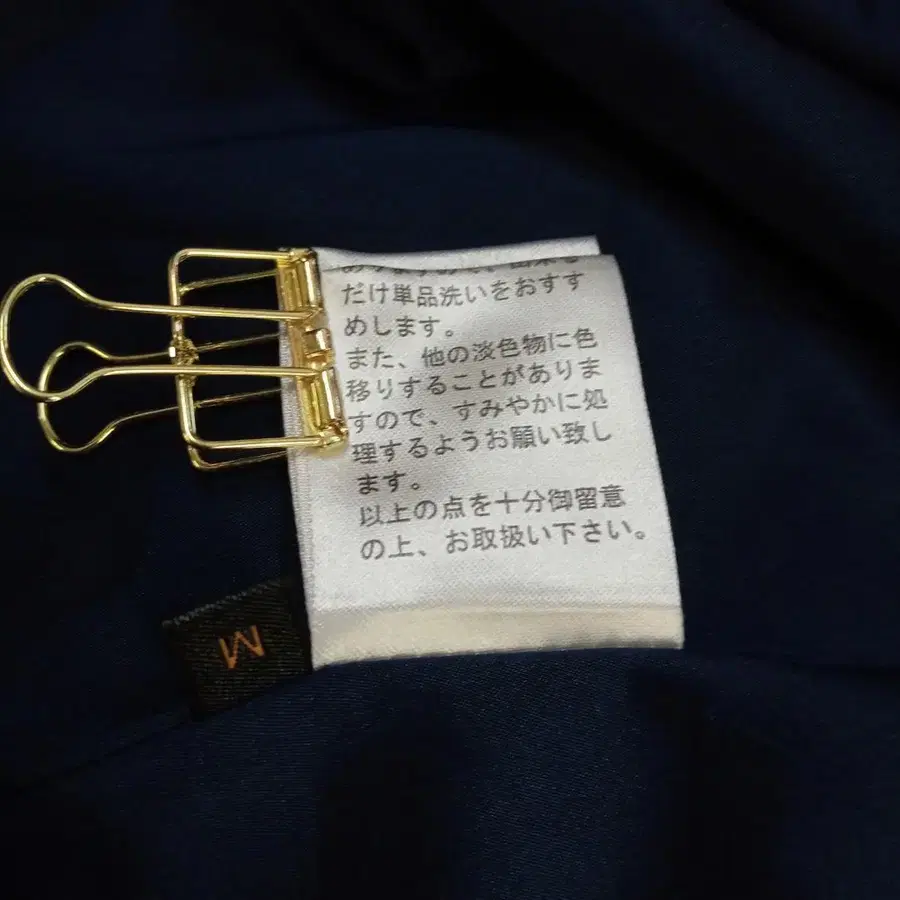 だけ単品洗いをおすす
めします。
また、他の淡色物に色
移りすることがありま
すので、すみやかに処
理するようお願い致し
ます。
以上の点を十分御留意
の上、お取扱い下さい。
M